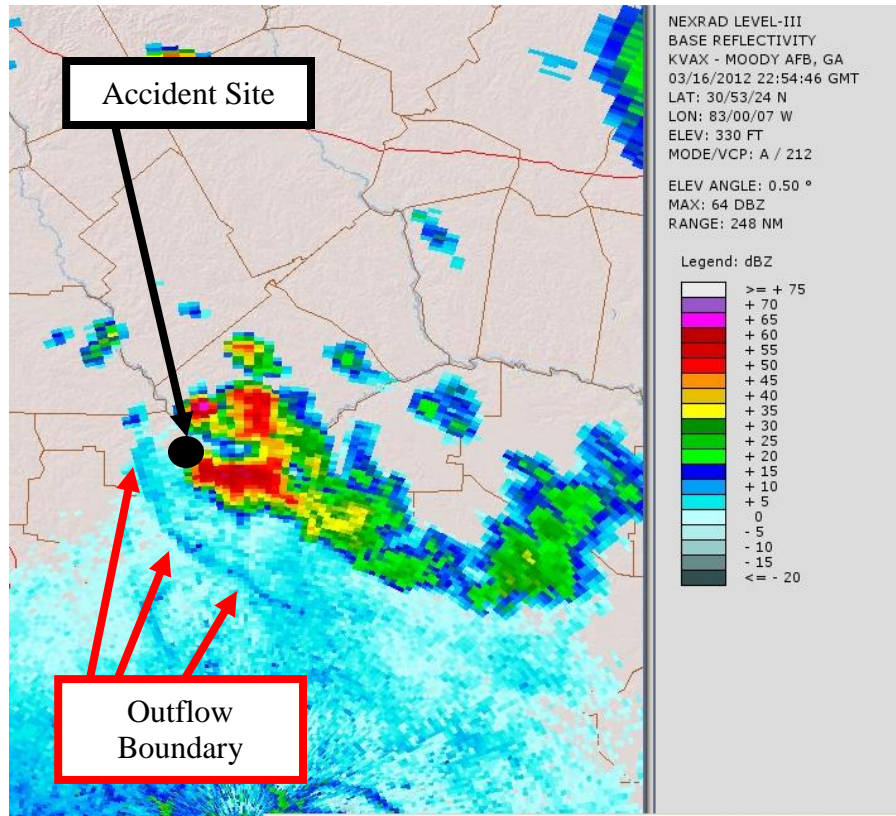 Accident Site
Outflow
Boundary
NEXRAD LEVEL-III
BASE REFLECTIVITY
KVAX - MOODY AFB, GA
03/16/2012 22:54:46 GMT
LAT: 30/53/24 N
LON: 83/00/07 W
ELEV: 330 FT
MODE/VCP: A / 212
ELEV ANGLE: 0.50 °
MAX: 64 DBZ
RANGE: 248 NM
Legend: dBZ
>= + 75
+ 70
+ 65
+ 60
+ 55
+ 50
+ 45
+ 40
+ 35
+ 30
+ 25
+ 20
+ 15
+ 10
+ 5
0
- 5
- 10
- 15
<= - 20